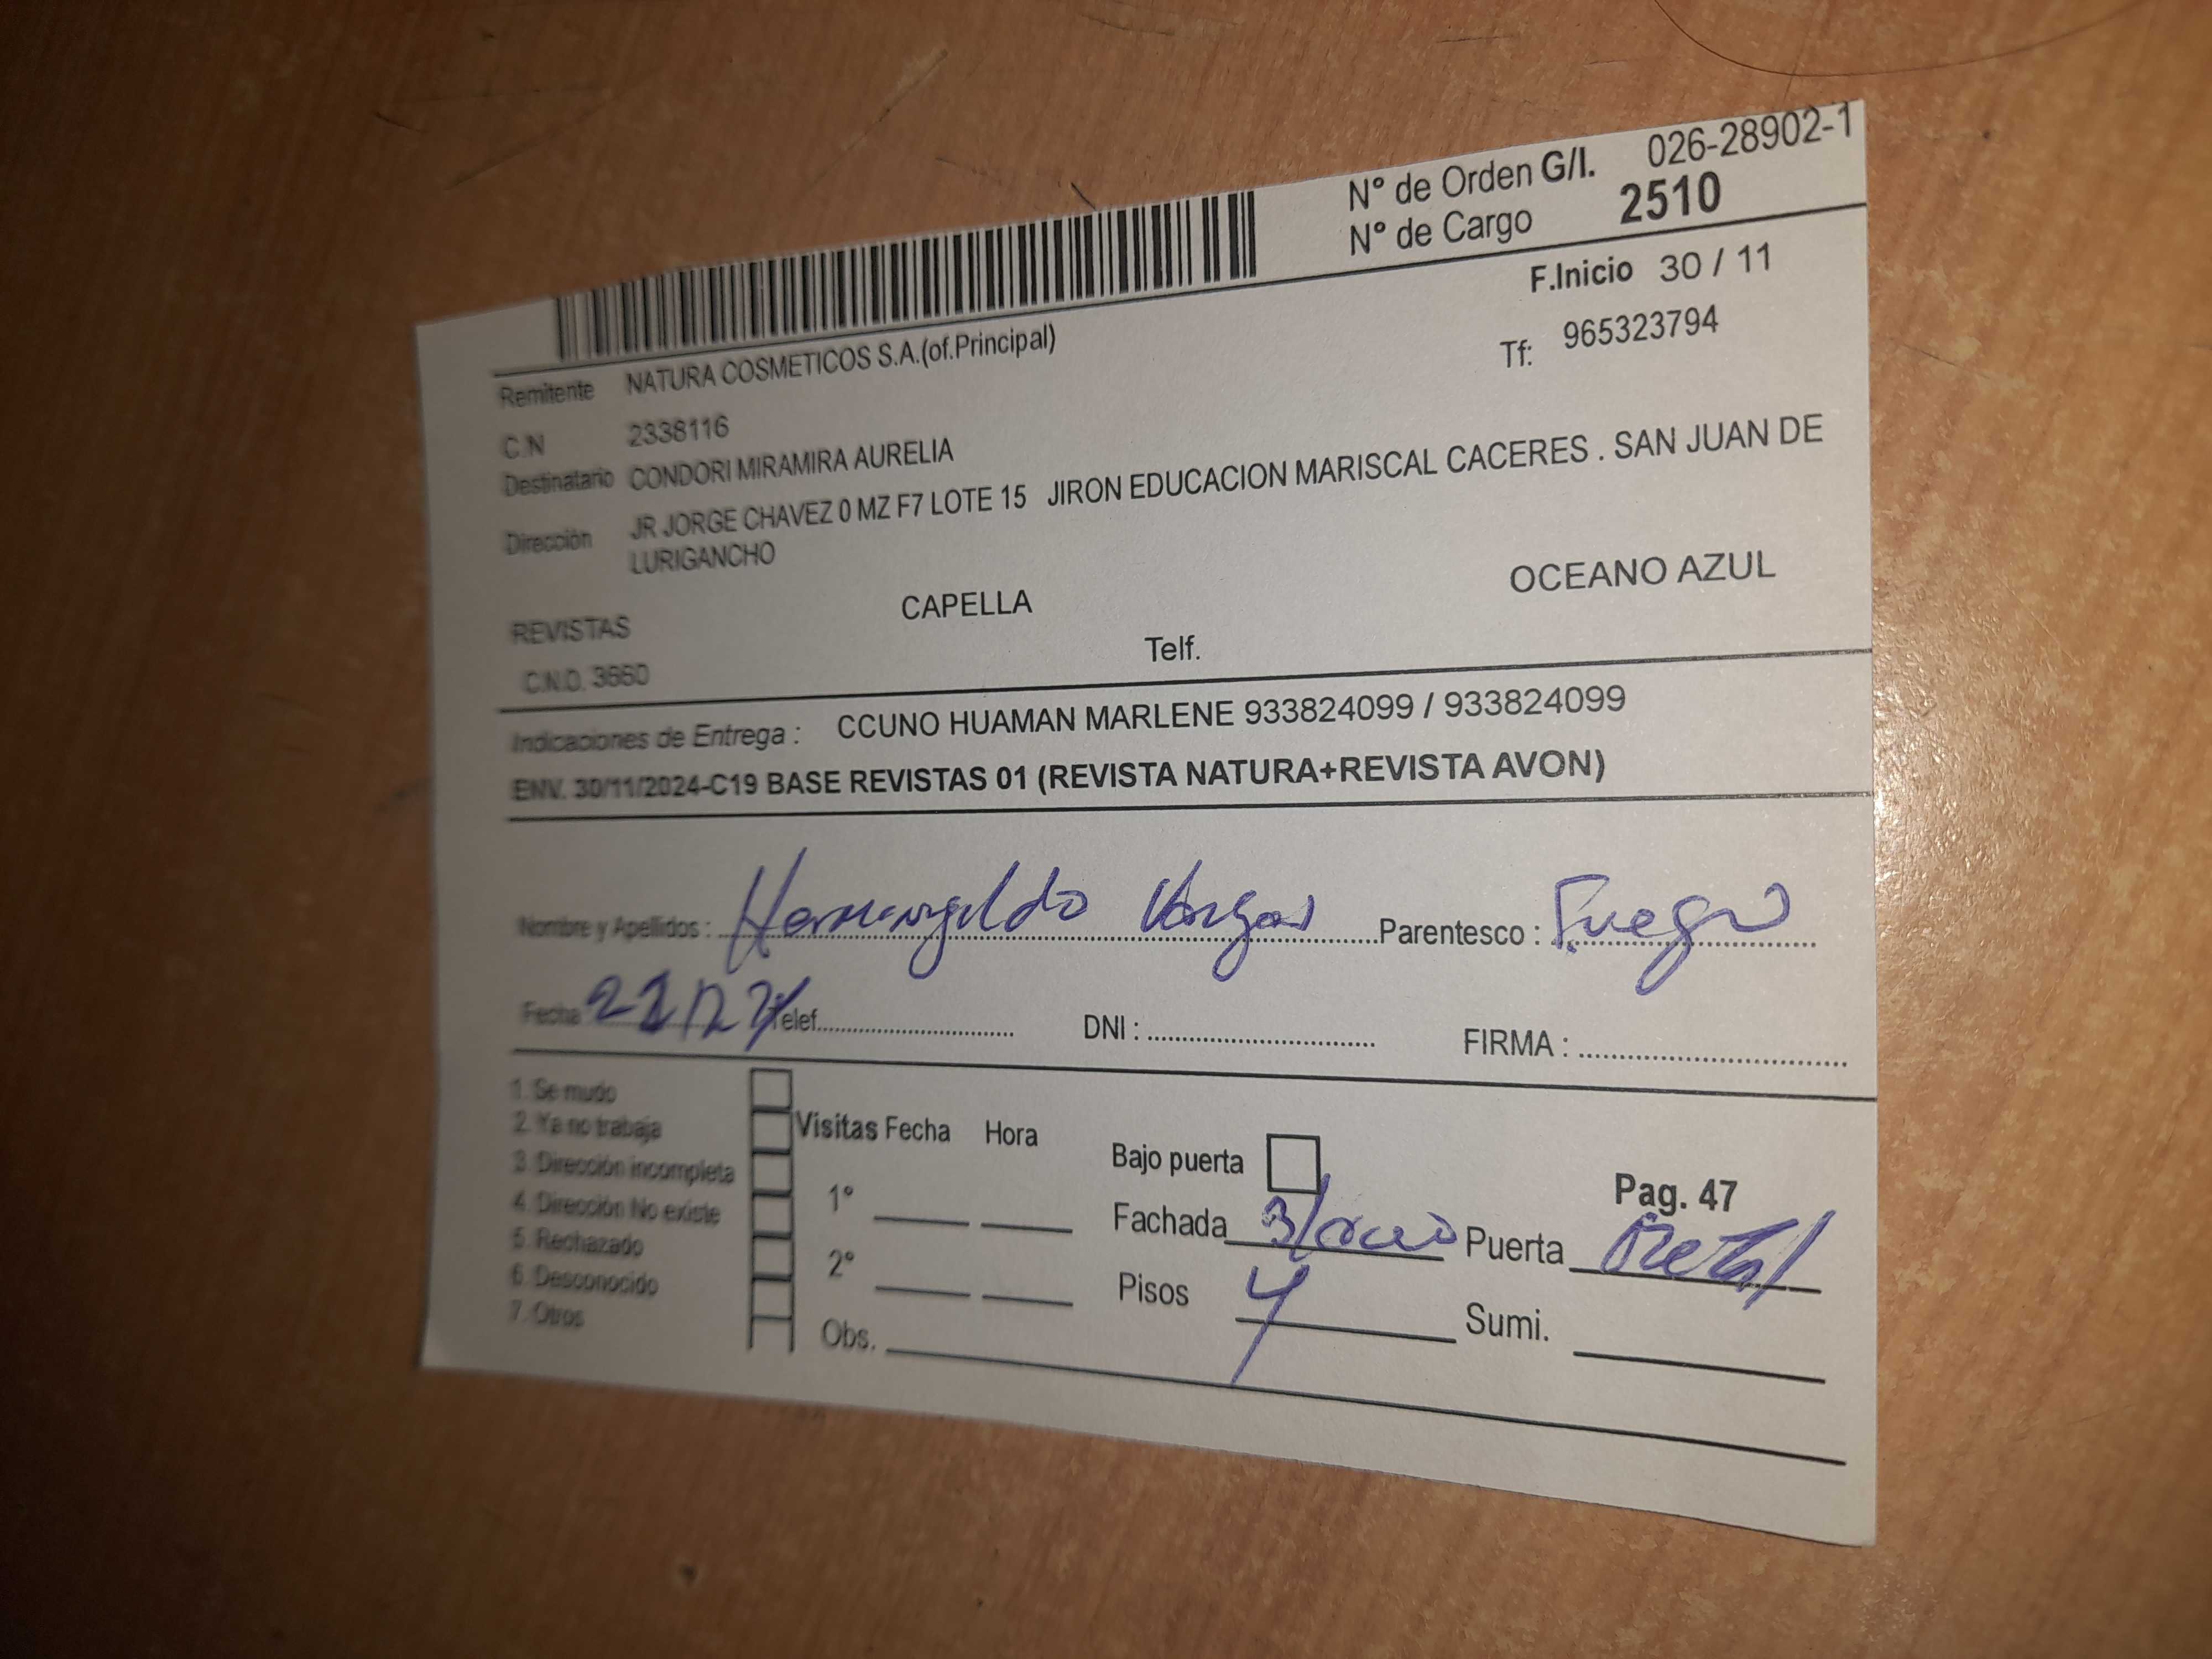 N° de Orden G/I. 026-28902-1
N° de Cargo 2510
F.Inicio 30 / 11
Remitente NATURA COSMETICOS S.A.(of.Principal)
Tf: 965323794
C.N 2338116
Destinatario CONDORI MIRAMIRA AURELIA
Dirección JR JORGE CHAVEZ 0 MZ F7 LOTE 15 JIRON EDUCACION MARISCAL CACERES . SAN JUAN DE
LURIGANCHO
REVISTAS CAPELLA OCEANO AZUL
C.N.D. 3660 Telf.
Indicaciones de Entrega : CCUNO HUAMAN MARLENE 933824099 / 933824099
ENV. 30/11/2024-C19 BASE REVISTAS 01 (REVISTA NATURA+REVISTA AVON)
Nombre y Apellidos : Hermenegildo Vargas Parentesco : Suegro
Fecha Telef. DNI : FIRMA :
1. Se mudo
2. Ya no trabaja Visitas Fecha Hora
3. Dirección incompleta Bajo puerta Pag. 47
4. Dirección No existe 1° Fachada Blanco Puerta Metal
5. Rechazado
6. Desconocido 2° Pisos 4 Sumi.
7. Otros Obs.